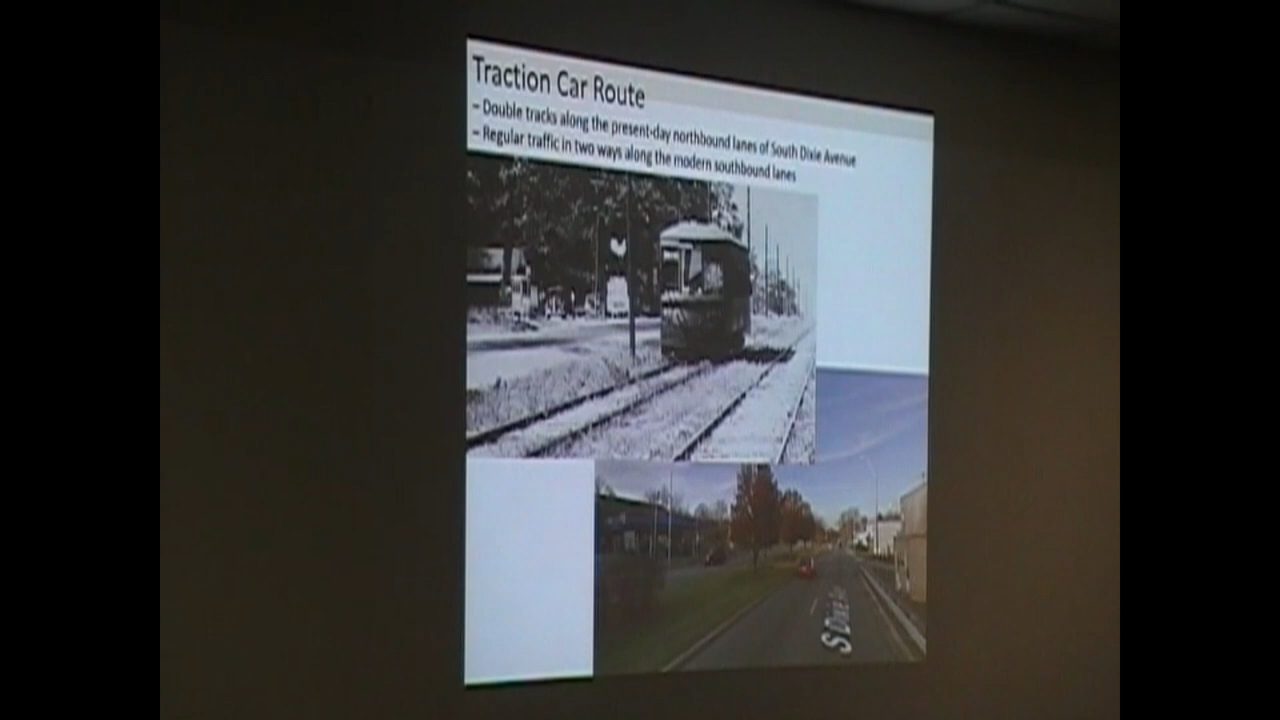 Traction Car Route
– Double tracks along the present-day northbound lanes of South Dixie Avenue
– Regular traffic in two ways along the modern southbound lanes
S Dixie